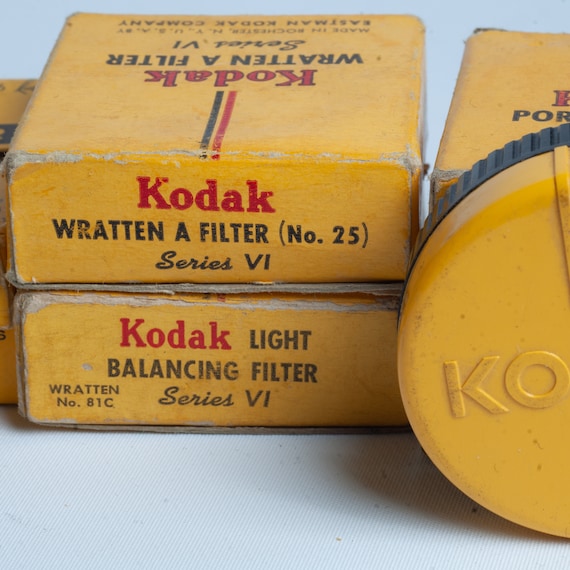 MADE IN ROCHESTER, N. Y., U. S. A. BY
EASTMAN KODAK COMPANY
Series VI
WRATTEN A FILTER
Kodak
Kodak
WRATTEN A FILTER (No. 25)
Series VI
Kodak LIGHT
BALANCING FILTER
WRATTEN
No. 81C
Series VI
POR
KO